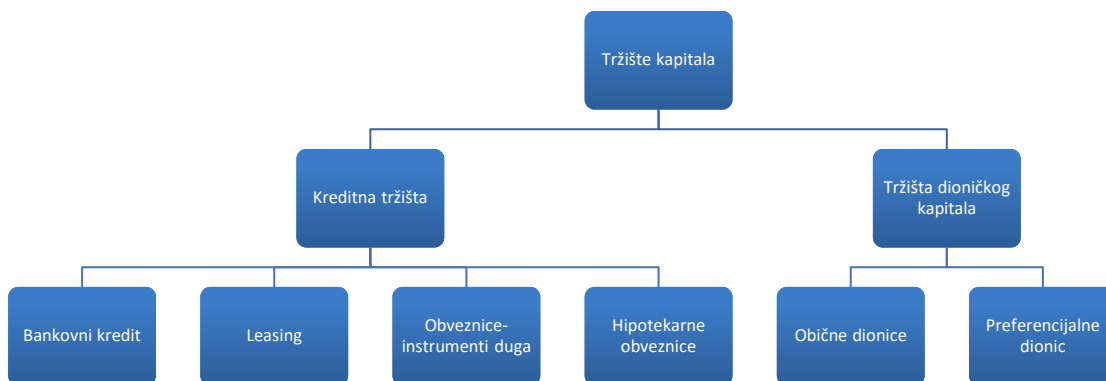 Tržište kapitala
Kreditna tržišta
Tržišta dioničkog
kapitala
Bankovni kredit
Leasing
Obveznice-
instrumenti duga
Hipotekarne
obveznice
Obične dionice
Preferencijalne
dionic